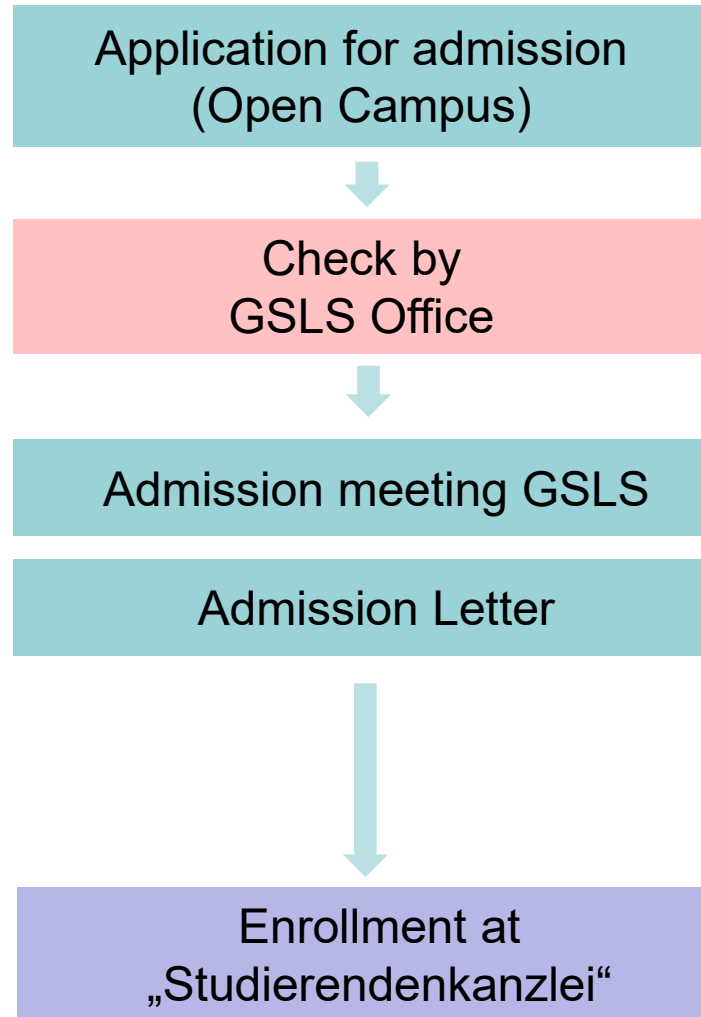 Application for admission
(Open Campus)
Check by
GSLS Office
Admission meeting GSLS
Admission Letter
Enrollment at
„Studierendenkanzlei“